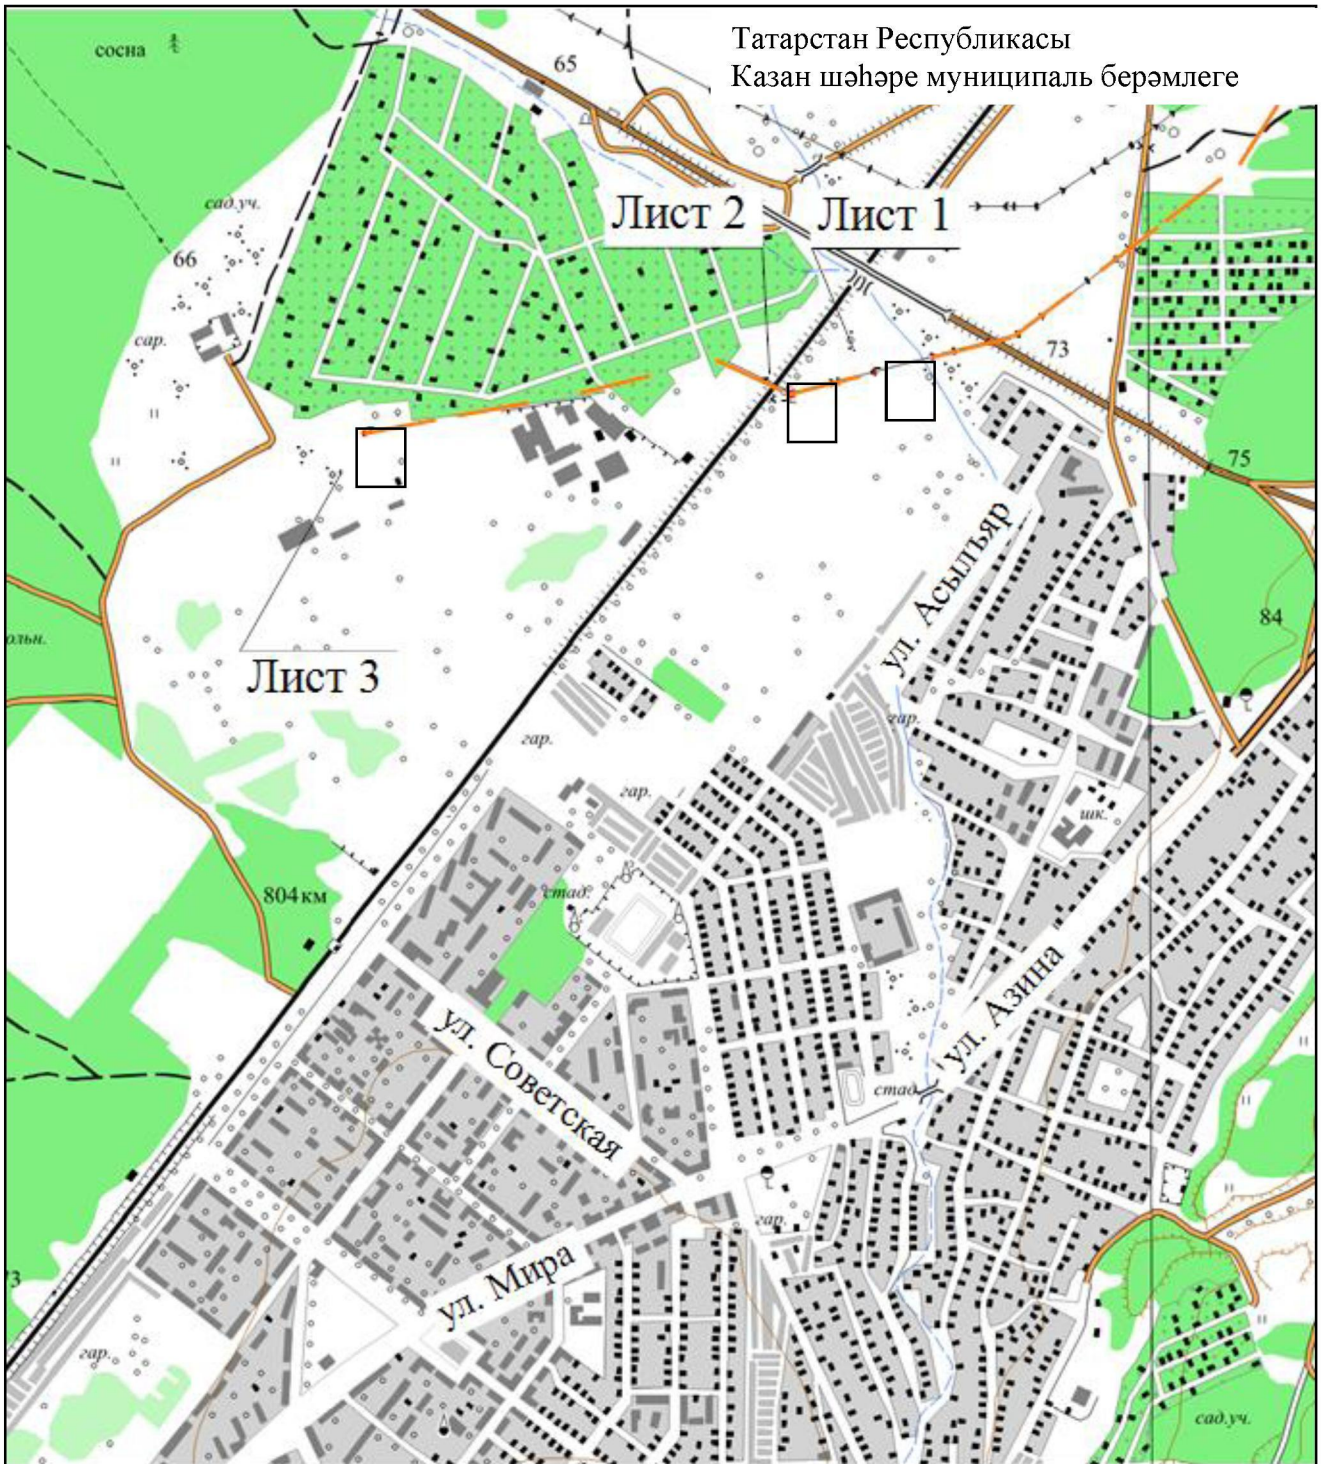 Татарстан Республикасы
Казан шәһәре муниципаль берәмлеге
сосна
65
сад.уч.
Лист 2
Лист 1
66
сар.
73
75
ул. Асылъяр
84
ольн.
Лист 3
гар.
гар.
гар.
шк.
804 км
стад.
ул. Советская
ул. Азина
стад.
гар.
ул. Мира
гар.
сад.уч.